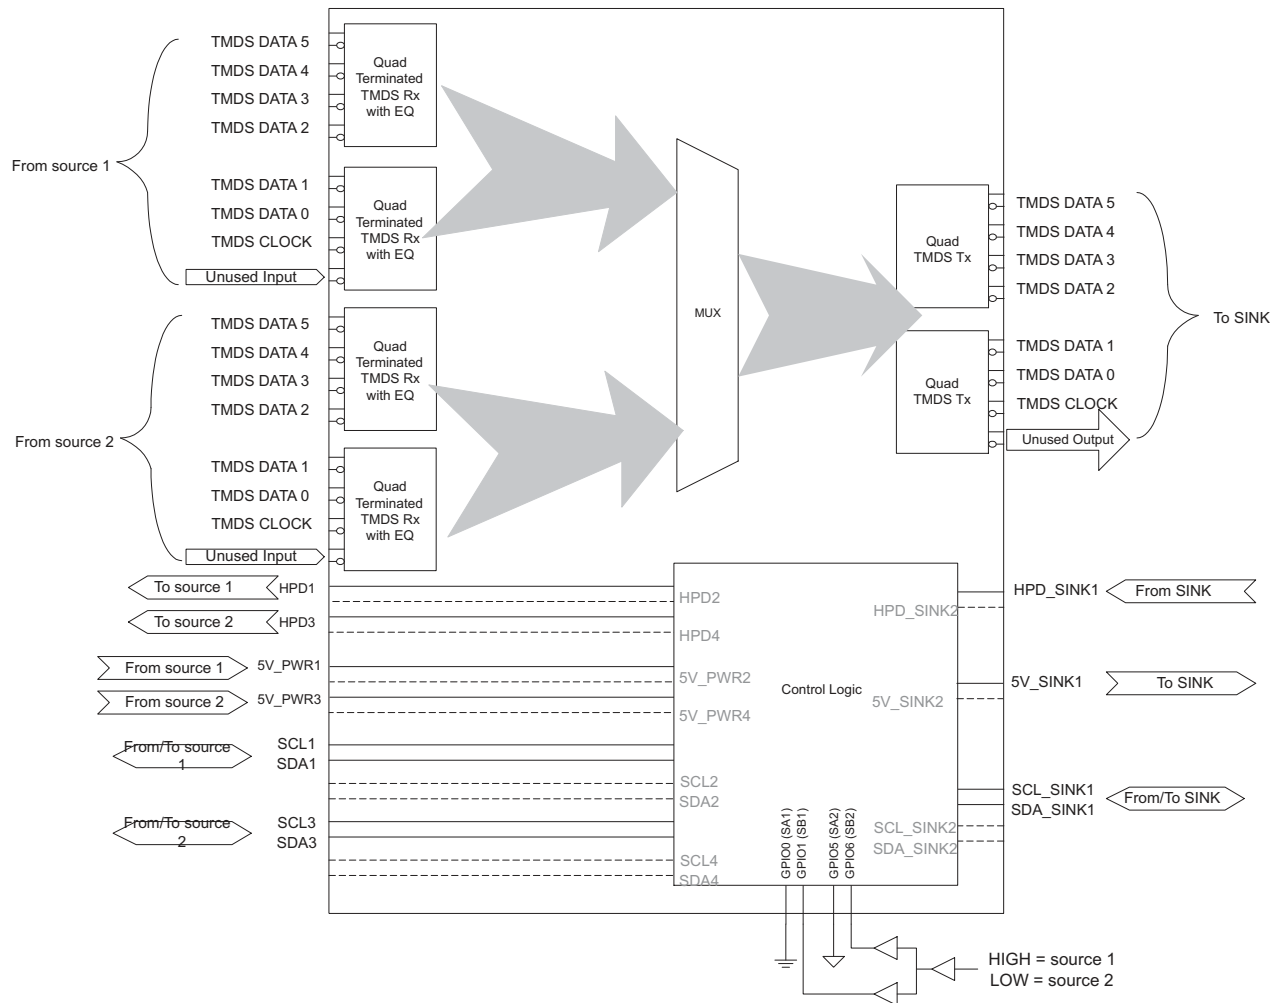 TMDS DATA 5
TMDS DATA 4
TMDS DATA 3
TMDS DATA 2
Quad
Terminated
TMDS Rx
with EQ
From source 1
TMDS DATA 1
TMDS DATA 0
TMDS CLOCK
Unused Input
Quad
Terminated
TMDS Rx
with EQ
TMDS DATA 5
TMDS DATA 4
TMDS DATA 3
TMDS DATA 2
Quad
Terminated
TMDS Rx
with EQ
From source 2
TMDS DATA 1
TMDS DATA 0
TMDS CLOCK
Unused Input
Quad
Terminated
TMDS Rx
with EQ
MUX
Quad
TMDS Tx
TMDS DATA 5
TMDS DATA 4
TMDS DATA 3
TMDS DATA 2
Quad
TMDS Tx
TMDS DATA 1
TMDS DATA 0
TMDS CLOCK
Unused Output
To SINK
To source 1
HPD1
To source 2
HPD3
From source 1
5V_PWR1
From source 2
5V_PWR3
From/To source
1
SCL1
SDA1
From/To source
2
SCL3
SDA3
HPD2
HPD4
5V_PWR2
5V_PWR4
SCL2
SDA2
SCL4
SDA4
Control Logic
HPD_SINK2
5V_SINK2
SCL_SINK2
SDA_SINK2
GPIO0 (SA1)
GPIO1 (SB1)
GPIO5 (SA2)
GPIO6 (SB2)
HPD_SINK1
From SINK
5V_SINK1
To SINK
SCL_SINK1
SDA_SINK1
From/To SINK
HIGH = source 1
LOW = source 2